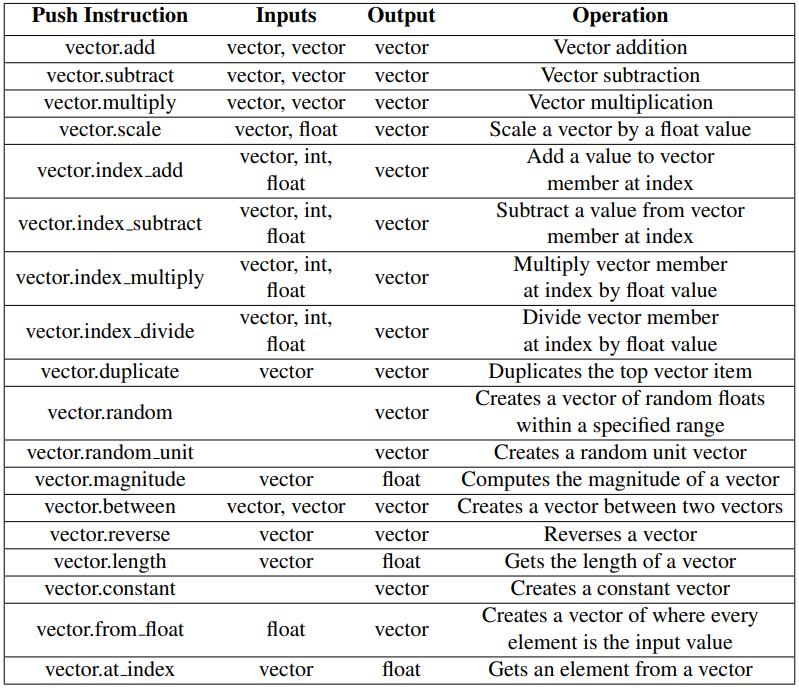 Push Instruction Inputs Output Operation
vector.add vector, vector vector Vector addition
vector.subtract vector, vector vector Vector subtraction
vector.multiply vector, vector vector Vector multiplication
vector.scale vector, float vector Scale a vector by a float value
vector.index_add vector, int, float vector Add a value to vector member at index
vector.index_subtract vector, int, float vector Subtract a value from vector member at index
vector.index_multiply vector, int, float vector Multiply vector member at index by float value
vector.index_divide vector, int, float vector Divide vector member at index by float value
vector.duplicate vector vector Duplicates the top vector item
vector.random vector Creates a vector of random floats within a specified range
vector.random_unit vector Creates a random unit vector
vector.magnitude vector float Computes the magnitude of a vector
vector.between vector, vector vector Creates a vector between two vectors
vector.reverse vector vector Reverses a vector
vector.length vector float Gets the length of a vector
vector.constant vector Creates a constant vector
vector.from_float float vector Creates a vector of where every element is the input value
vector.at_index vector float Gets an element from a vector